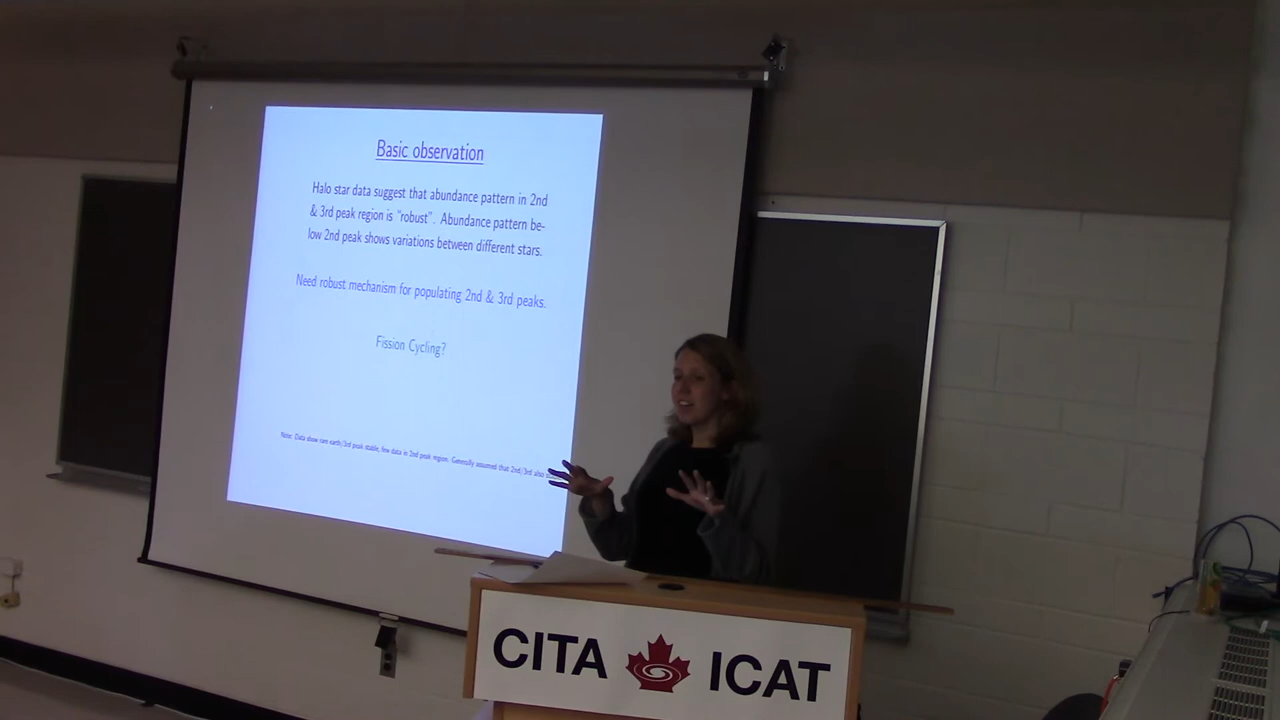 Basic observation
Halo star data suggest that abundance pattern in 2nd
& 3rd peak region is "robust". Abundance pattern be-
low 2nd peak shows variations between different stars.
Need robust mechanism for populating 2nd & 3rd peaks.
Fission Cycling?
Note: Data show rare earth/3rd peak stable, few data in 2nd peak region. Generally assumed that 2nd/3rd also
CITA ICAT